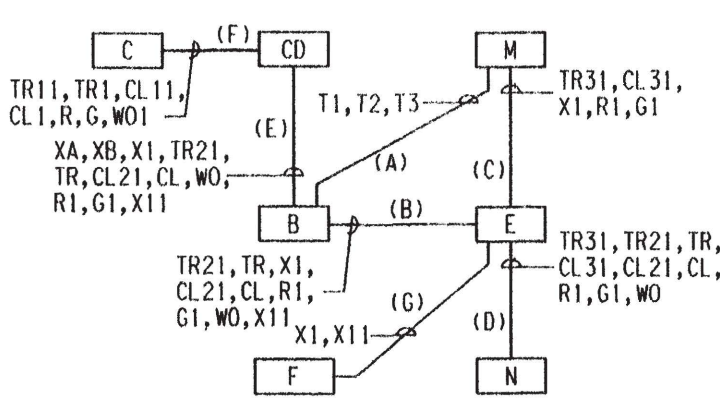 C
(F)
CD
M
TR11,TR1,CL11,
CL1,R,G,WO1
T1,T2,T3
TR31,CL31,
X1,R1,G1
(E)
XA,XB,X1,TR21,
TR,CL21,CL,WO,
R1,G1,X11
(A)
(C)
B
(B)
E
TR21,TR,X1,
CL21,CL,R1,
G1,WO,X11
TR31,TR21,TR,
CL31,CL21,CL,
R1,G1,WO
(G)
X1,X11
(D)
F
N